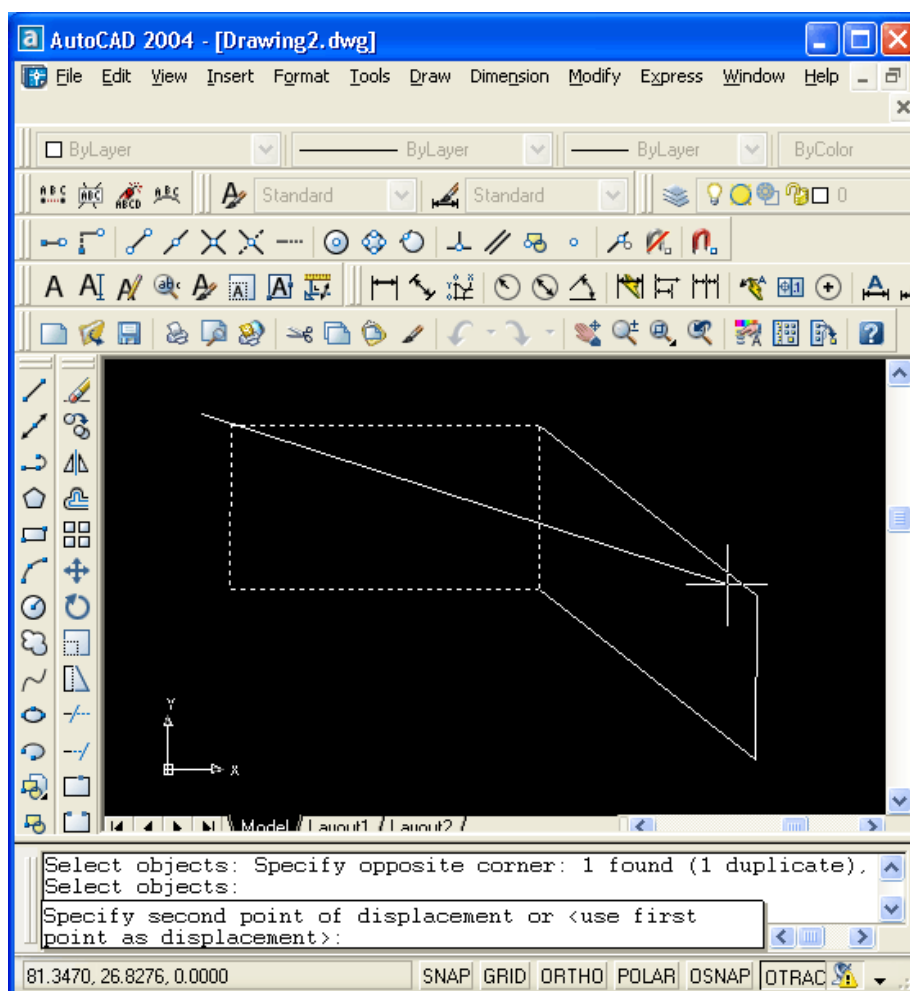 AutoCAD 2004 - [Drawing2.dwg]
File Edit View Insert Format Tools Draw Dimension Modify Express Window Help
ByLayer ByLayer ByLayer ByColor
Standard Standard 0
Y
X
Model Layout1 Layout2
Select objects: Specify opposite corner: 1 found (1 duplicate),
Select objects:
Specify second point of displacement or <use first
point as displacement>:
81.3470, 26.8276, 0.0000 SNAP GRID ORTHO POLAR OSNAP OTRAC